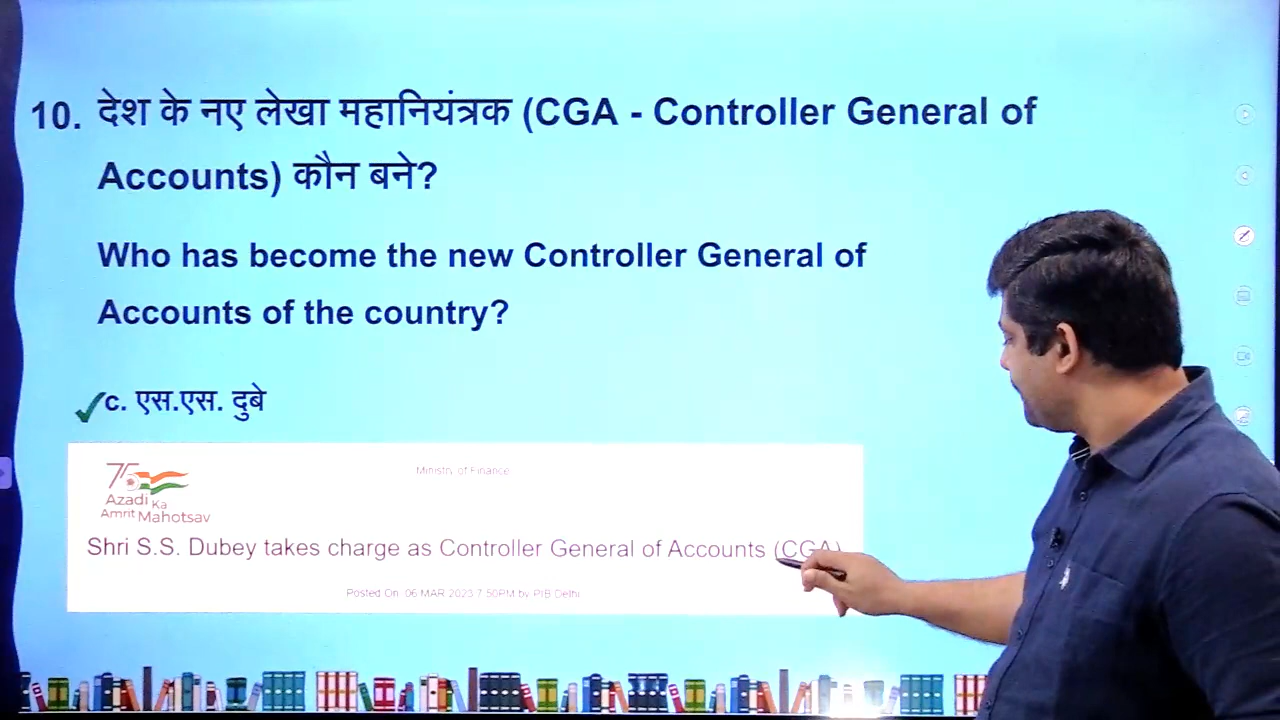 10. देश के नए लेखा महानियंत्रक (CGA - Controller General of
Accounts) कौन बने?
Who has become the new Controller General of
Accounts of the country?
c. एस.एस. दुबे
75
Azadi Ka
Amrit Mahotsav
Ministry of Finance
Shri S.S. Dubey takes charge as Controller General of Accounts (CGA)
Posted On: 06 MAR 2023 7:50PM by PIB Delhi